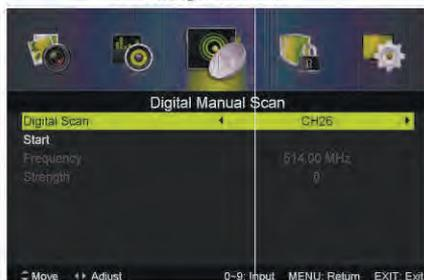 Digital Manual Scan
Digital Scan CH26
Start
Frequency 514.00 MHz
Strength 0
Move Adjust 0~9: Input MENU: Return EXIT: Exit